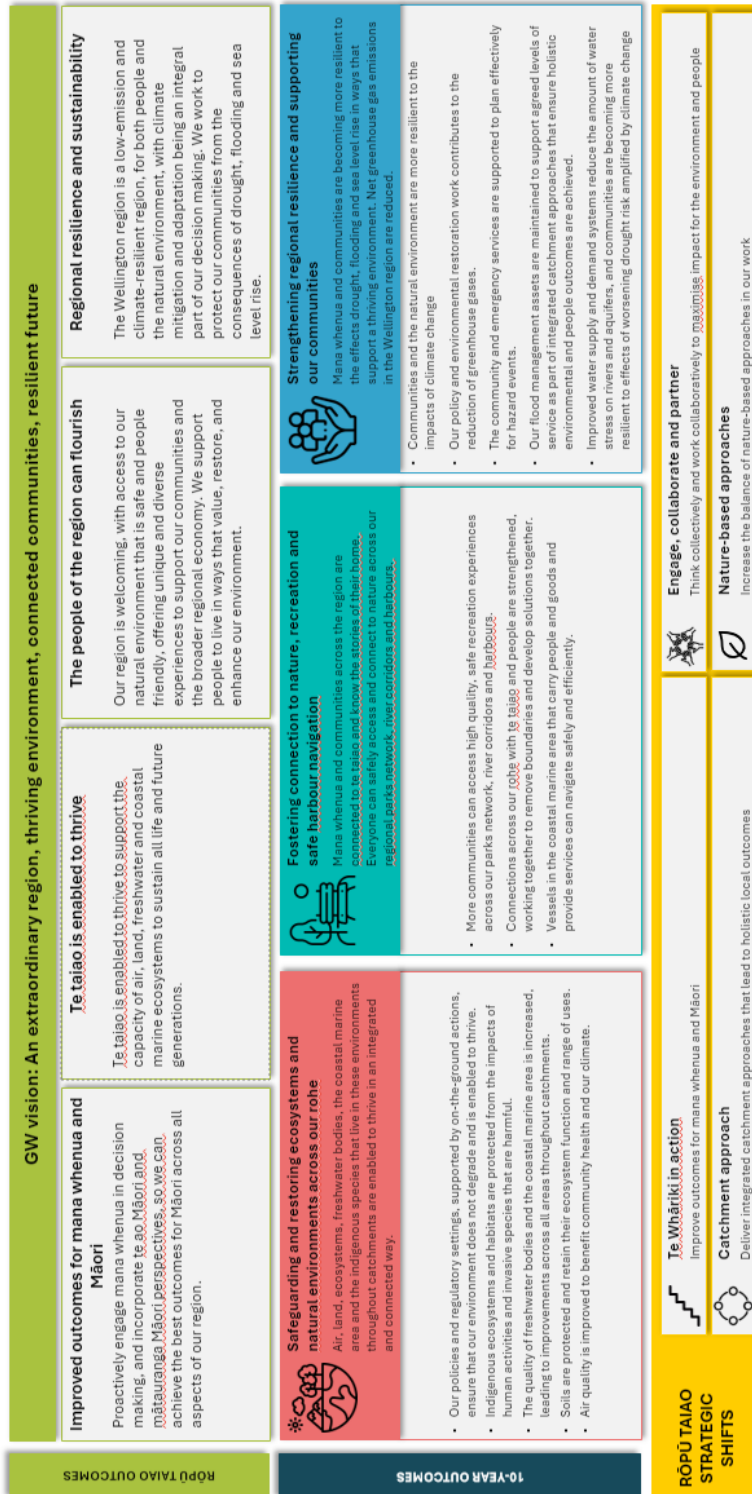 GW vision: An extraordinary region, thriving environment, connected communities, resilient future
RŌPŪ TAIAO OUTCOMES
Improved outcomes for mana whenua and
Māori
Proactively engage mana whenua in decision
making, and incorporate te ao Māori and
mātauranga Māori perspectives, so we can
achieve the best outcomes for Māori across all
aspects of our region.
Te taiao is enabled to thrive
Te taiao is enabled to thrive to support the
capacity of air, land, freshwater and coastal
marine ecosystems to sustain all life and future
generations.
The people of the region can flourish
Our region is welcoming, with access to our
natural environment that is safe and people
friendly, offering unique and diverse
experiences to support our communities and
the broader regional economy. We support
people to live in ways that value, restore, and
enhance our environment.
Regional resilience and sustainability
The Wellington region is a low-emission and
climate-resilient region, for both people and
the natural environment, with climate
mitigation and adaptation being an integral
part of our decision making. We work to
protect our communities from the
consequences of drought, flooding and sea
level rise.
10-YEAR OUTCOMES
Safeguarding and restoring ecosystems and
natural environments across our rohe
Air, land, ecosystems, freshwater bodies, the coastal marine
area and the indigenous species that live in these environments
throughout catchments are enabled to thrive in an integrated
and connected way.
• Our policies and regulatory settings, supported by on-the-ground actions,
ensure that our environment does not degrade and is enabled to thrive.
• Indigenous ecosystems and habitats are protected from the impacts of
human activities and invasive species that are harmful.
• The quality of freshwater bodies and the coastal marine area is increased,
leading to improvements across all areas throughout catchments.
• Soils are protected and retain their ecosystem function and range of uses.
• Air quality is improved to benefit community health and our climate.
Fostering connection to nature, recreation and
safe harbour navigation
Mana whenua and communities across the region are
connected to te taiao and know the stories of their home.
Everyone can safely access and connect to nature across our
regional parks network, river corridors and harbours.
• More communities can access high quality, safe recreation experiences
across our parks network, river corridors and harbours.
• Connections across our rohe with te taiao and people are strengthened,
working together to remove boundaries and develop solutions together.
• Vessels in the coastal marine area that carry people and goods and
provide services can navigate safely and efficiently.
Strengthening regional resilience and supporting
our communities
Mana whenua and communities are becoming more resilient to
the effects drought, flooding and sea level rise in ways that
support a thriving environment. Net greenhouse gas emissions
in the Wellington region are reduced.
• Communities and the natural environment are more resilient to the
impacts of climate change
• Our policy and environmental restoration work contributes to the
reduction of greenhouse gases.
• The community and emergency services are supported to plan effectively
for hazard events.
• Our flood management assets are maintained to support agreed levels of
service as part of integrated catchment approaches that ensure holistic
environmental and people outcomes are achieved.
• Improved water supply and demand systems reduce the amount of water
stress on rivers and aquifers, and communities are becoming more
resilient to effects of worsening drought risk amplified by climate change
RŌPŪ TAIAO
STRATEGIC
SHIFTS
Te Whāriki in action
Improve outcomes for mana whenua and Māori
Engage, collaborate and partner
Think collectively and work collaboratively to maximise impact for the environment and people
Catchment approach
Deliver integrated catchment approaches that lead to holistic local outcomes
Nature-based approaches
Increase the balance of nature-based approaches in our work